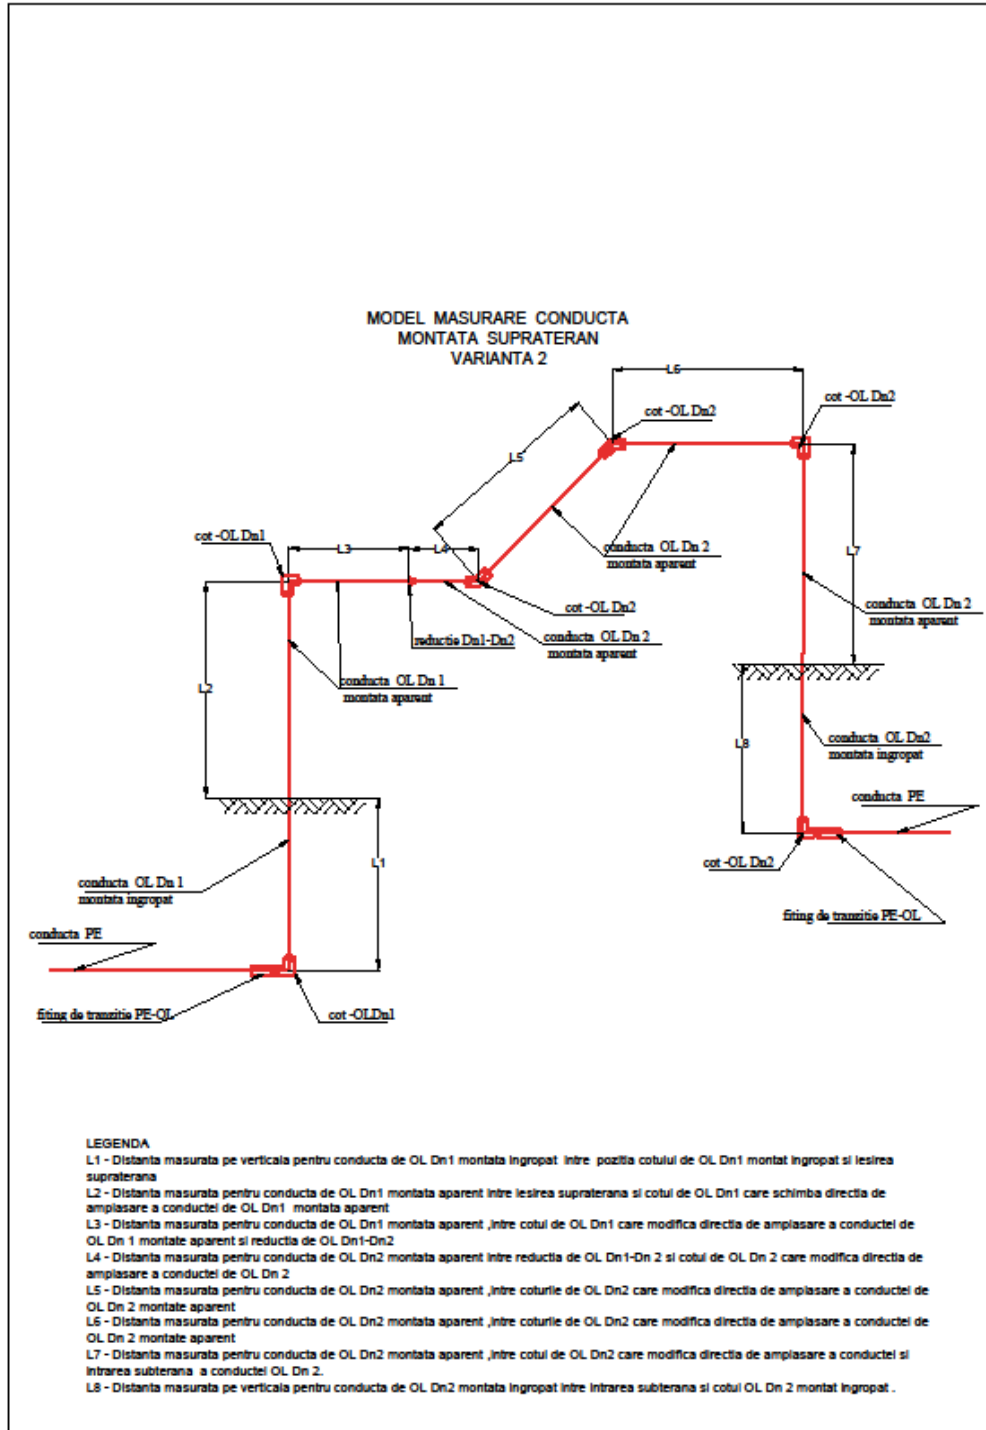 MODEL MASURARE CONDUCTA
MONTATA SUPRATERAN
VARIANTA 2
L6
cot -OL Dn2
cot -OL Dn2
L5
cot -OL Dn1
L3
L4
conducta OL Dn 2
montata aparent
L7
cot -OL Dn2
conducta OL Dn 2
montata aparent
reductie Dn1-Dn2
conducta OL Dn 2
montata aparent
L2
conducta OL Dn 1
montata aparent
conducta OL Dn2
montata ingropat
L8
conducta PE
L1
cot -OL Dn2
conducta OL Dn 1
montata ingropat
fiting de tranzitie PE-OL
conducta PE
fiting de tranzitie PE-OL
cot -OLDn1
LEGENDA
L1 - Distanta masurata pe verticala pentru conducta de OL Dn1 montata ingropat intre pozitia cotului de OL Dn1 montat ingropat si iesirea
supraterana
L2 - Distanta masurata pentru conducta de OL Dn1 montata aparent intre iesirea supraterana si cotul de OL Dn1 care schimba directia de
amplasare a conductei de OL Dn1 montata aparent
L3 - Distanta masurata pentru conducta de OL Dn1 montata aparent ,intre cotul de OL Dn1 care modifica directia de amplasare a conductei de
OL Dn 1 montate aparent si reductia de OL Dn1-Dn2
L4 - Distanta masurata pentru conducta de OL Dn2 montata aparent intre reductia de OL Dn1-Dn 2 si cotul de OL Dn 2 care modifica directia de
amplasare a conductei de OL Dn 2
L5 - Distanta masurata pentru conducta de OL Dn2 montata aparent ,intre coturile de OL Dn2 care modifica directia de amplasare a conductei de
OL Dn 2 montate aparent
L6 - Distanta masurata pentru conducta de OL Dn2 montata aparent ,intre coturile de OL Dn2 care modifica directia de amplasare a conductei de
OL Dn 2 montate aparent
L7 - Distanta masurata pentru conducta de OL Dn2 montata aparent ,intre cotul de OL Dn2 care modifica directia de amplasare a conductei si
intrarea subterana a conductei OL Dn 2.
L8 - Distanta masurata pe verticala pentru conducta de OL Dn2 montata ingropat intre intrarea subterana si cotul OL Dn 2 montat ingropat .